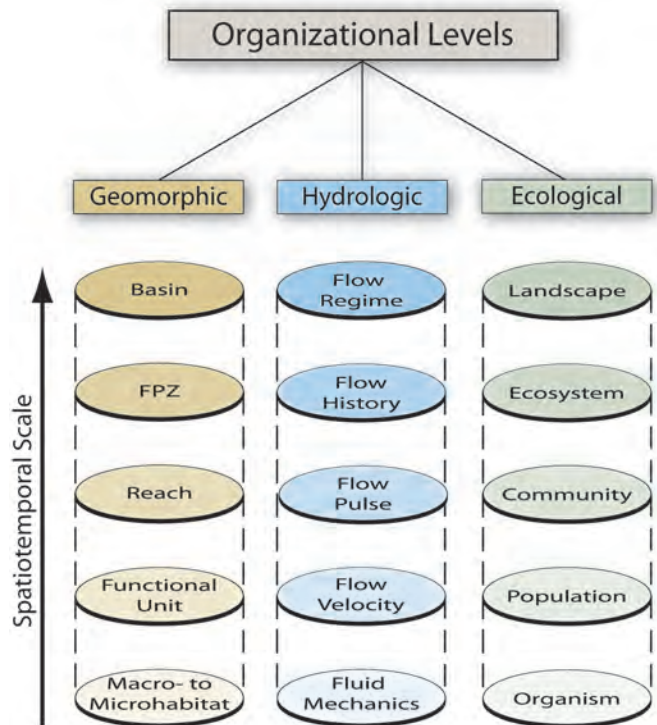 Organizational Levels
Geomorphic
Hydrologic
Ecological
Spatiotemporal Scale
Basin
Flow
Regime
Landscape
FPZ
Flow
History
Ecosystem
Reach
Flow
Pulse
Community
Functional
Unit
Flow
Velocity
Population
Macro- to
Microhabitat
Fluid
Mechanics
Organism